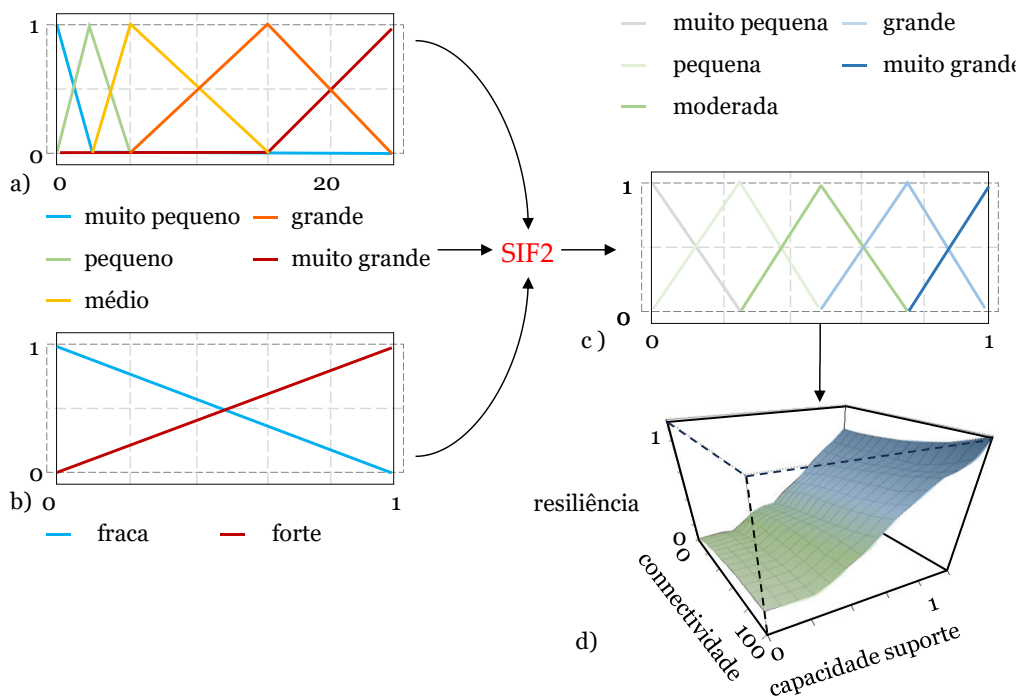 1
0
a)
0
20
muito pequeno
grande
pequeno
muito grande
médio
1
0
b)
0
1
fraca
forte
SIF2
muito pequena
grande
pequena
muito grande
moderada
1
0
c )
0
1
1
resiliência
0
0
connectividade
100
0
1
capacidade suporte
d)